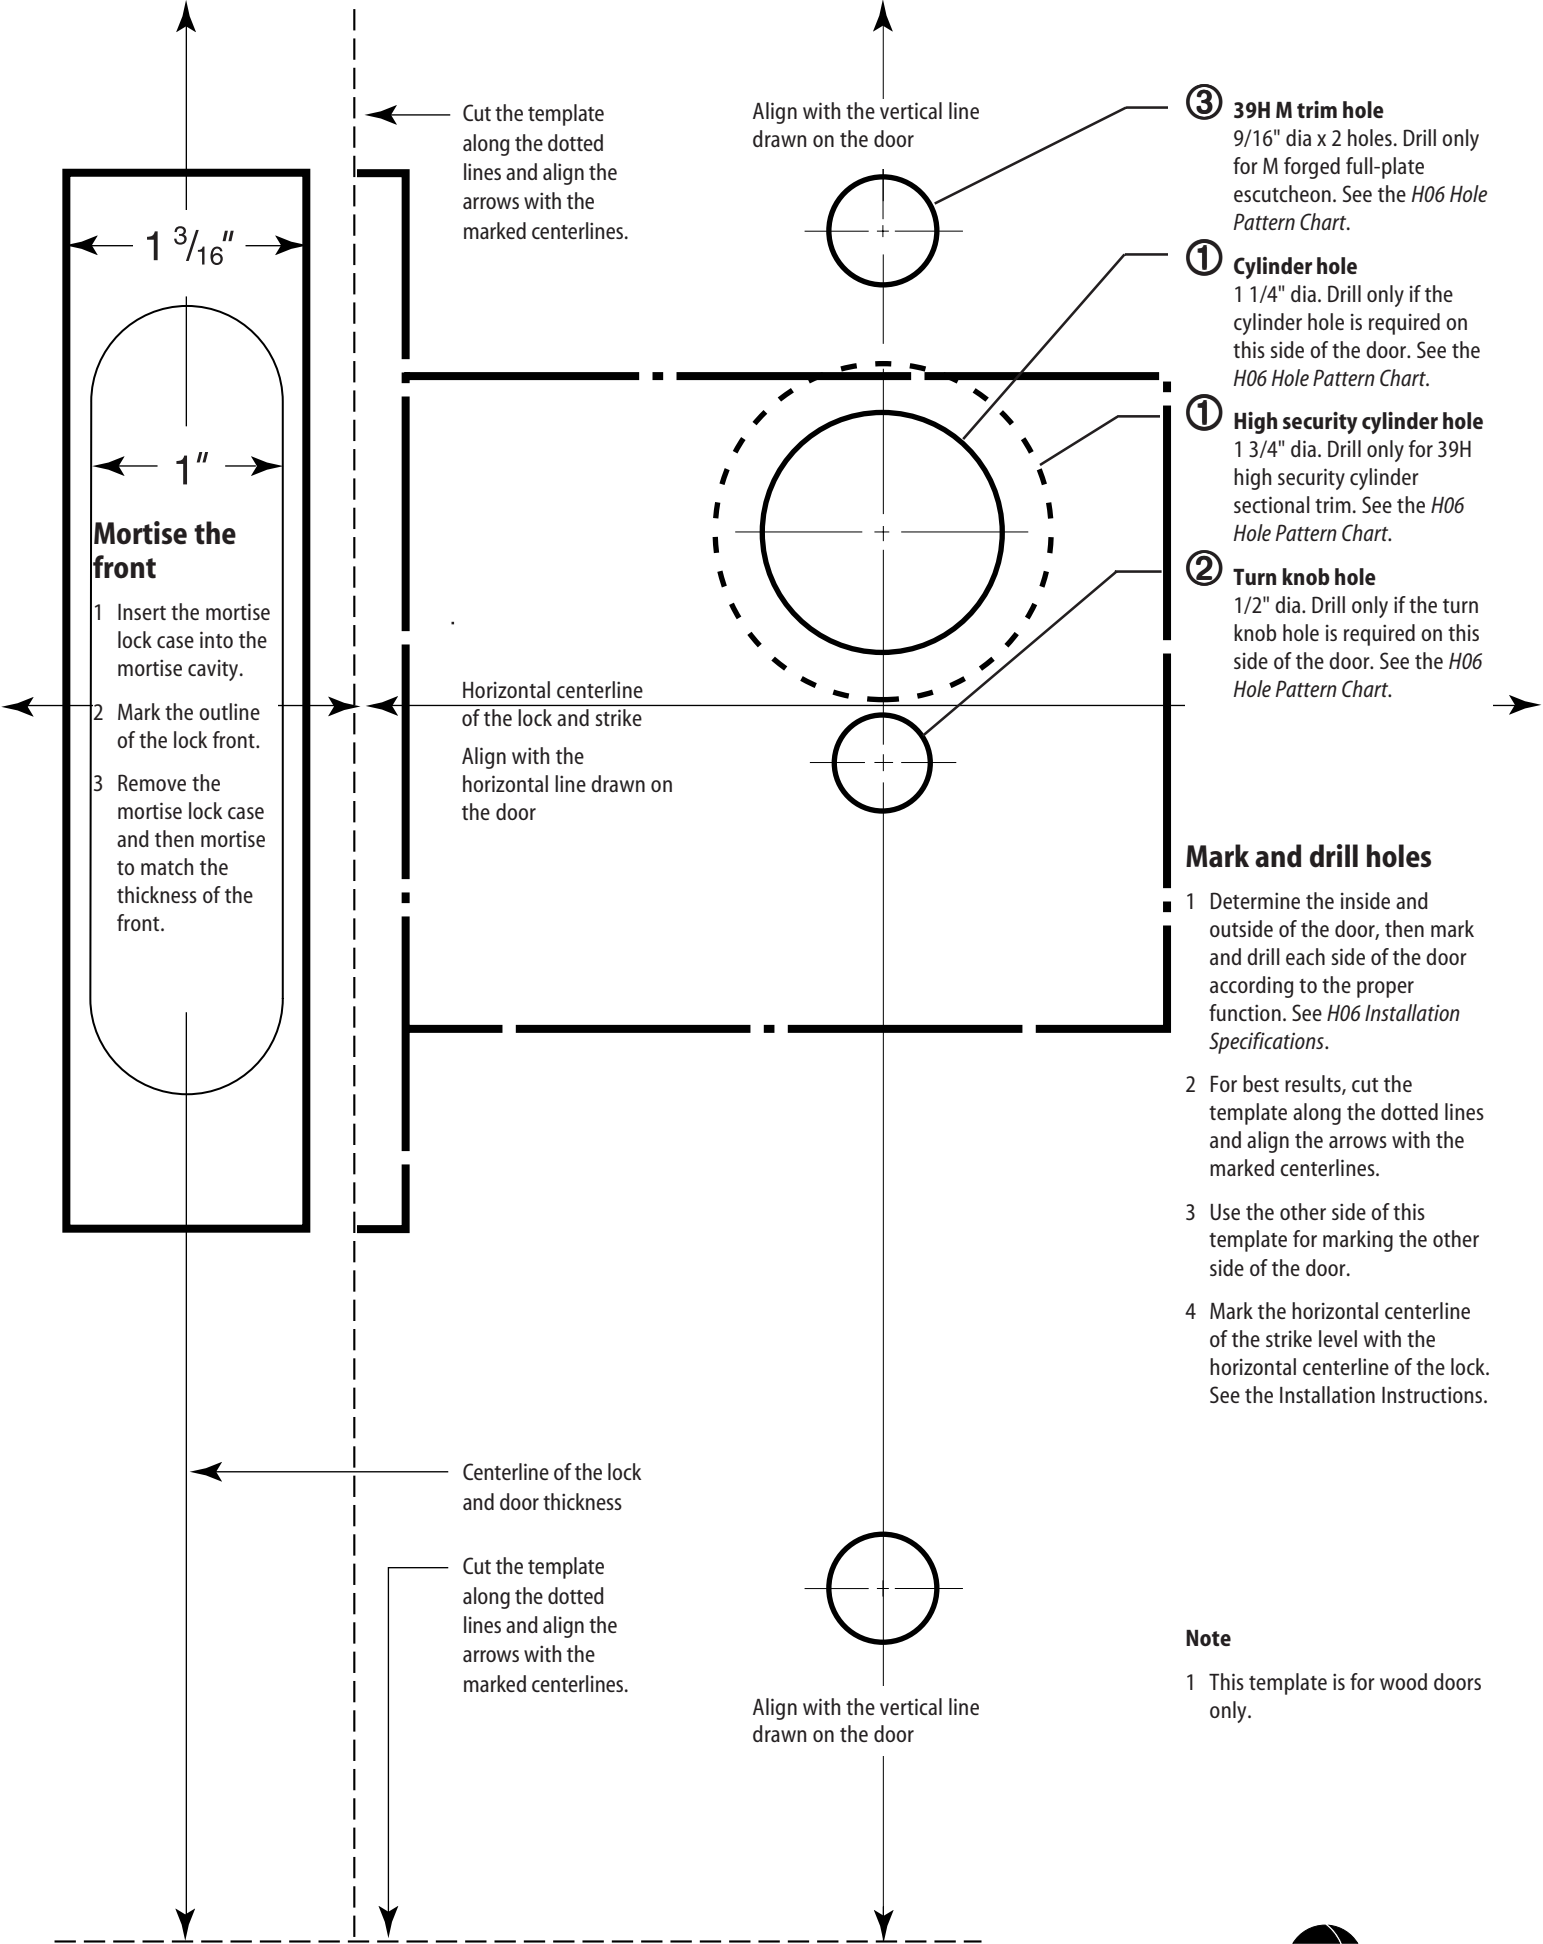 Cut the template
along the dotted
lines and align the
arrows with the
marked centerlines.
Align with the vertical line
drawn on the door
1 3/16"
1"
Mortise the
front
1 Insert the mortise
lock case into the
mortise cavity.
2 Mark the outline
of the lock front.
3 Remove the
mortise lock case
and then mortise
to match the
thickness of the
front.
Horizontal centerline
of the lock and strike
Align with the
horizontal line drawn on
the door
Centerline of the lock
and door thickness
Cut the template
along the dotted
lines and align the
arrows with the
marked centerlines.
Align with the vertical line
drawn on the door
③ 39H M trim hole
9/16" dia x 2 holes. Drill only
for M forged full-plate
escutcheon. See the H06 Hole
Pattern Chart.
① Cylinder hole
1 1/4" dia. Drill only if the
cylinder hole is required on
this side of the door. See the
H06 Hole Pattern Chart.
① High security cylinder hole
1 3/4" dia. Drill only for 39H
high security cylinder
sectional trim. See the H06
Hole Pattern Chart.
② Turn knob hole
1/2" dia. Drill only if the turn
knob hole is required on this
side of the door. See the H06
Hole Pattern Chart.
Mark and drill holes
1 Determine the inside and
outside of the door, then mark
and drill each side of the door
according to the proper
function. See H06 Installation
Specifications.
2 For best results, cut the
template along the dotted lines
and align the arrows with the
marked centerlines.
3 Use the other side of this
template for marking the other
side of the door.
4 Mark the horizontal centerline
of the strike level with the
horizontal centerline of the lock.
See the Installation Instructions.
Note
1 This template is for wood doors
only.